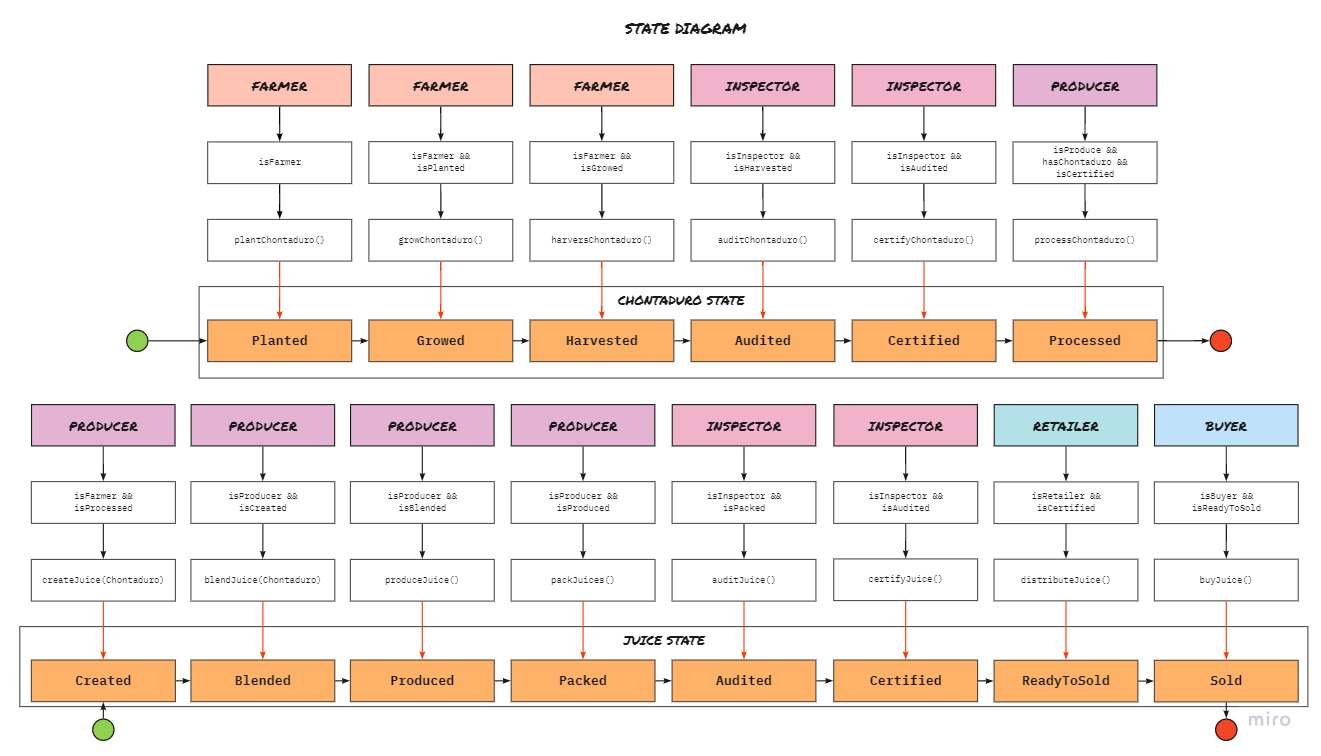 STATE DIAGRAM
FARMER
FARMER
FARMER
INSPECTOR
INSPECTOR
PRODUCER
isFarmer
isFarmer &&
isPlanted
isFarmer &&
isGrowed
isInspector &&
isHarvested
isInspector &&
isAudited
isProduce &&
hasChontaduro &&
isCertified
plantChontaduro()
growChontaduro()
harversChontaduro()
auditChontaduro()
certifyChontaduro()
processChontaduro()
CHONTADURO STATE
Planted
Growed
Harvested
Audited
Certified
Processed
PRODUCER
PRODUCER
PRODUCER
PRODUCER
INSPECTOR
INSPECTOR
RETAILER
BUYER
isFarmer &&
isProcessed
isProducer &&
isCreated
isProducer &&
isBlended
isProducer &&
isProduced
isInspector &&
isPacked
isInspector &&
isAudited
isRetailer &&
isCertified
isBuyer &&
isReadyToSold
createJuice(Chontaduro)
blendJuice(Chontaduro)
produceJuice()
packJuices()
auditJuice()
certifyJuice()
distributeJuice()
buyJuice()
JUICE STATE
Created
Blended
Produced
Packed
Audited
Certified
ReadyToSold
Sold
miro